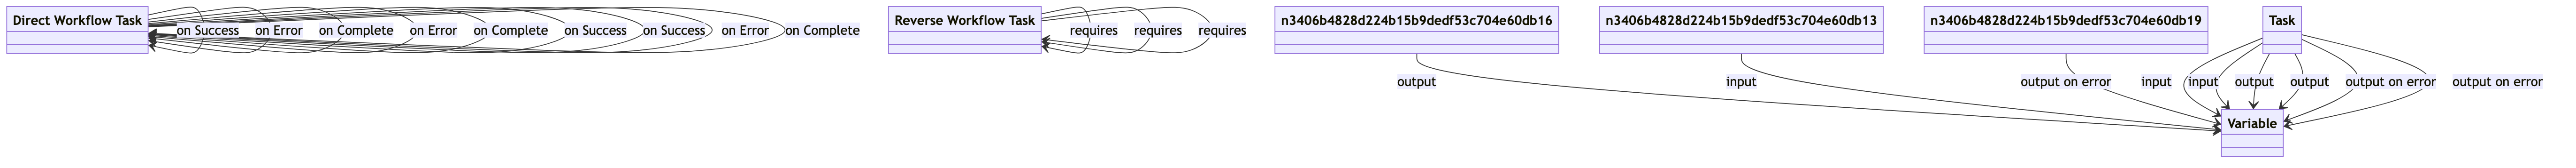 Direct Workflow Task
on Success
on Error
on Complete
on Error
on Complete
on Success
on Success
on Error
on Complete
Reverse Workflow Task
requires
requires
requires
n3406b4828d224b15b9dedf53c704e60db16
n3406b4828d224b15b9dedf53c704e60db13
n3406b4828d224b15b9dedf53c704e60db19
Task
output
input
output on error
input
input
output
output
output on error
output on error
Variable